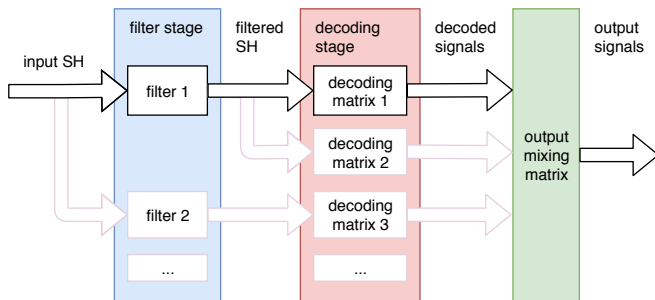 filter stage
filtered
SH
decoding
stage
decoded
signals
output
signals
input SH
filter 1
decoding
matrix 1
decoding
matrix 2
output
mixing
matrix
filter 2
decoding
matrix 3
...
...